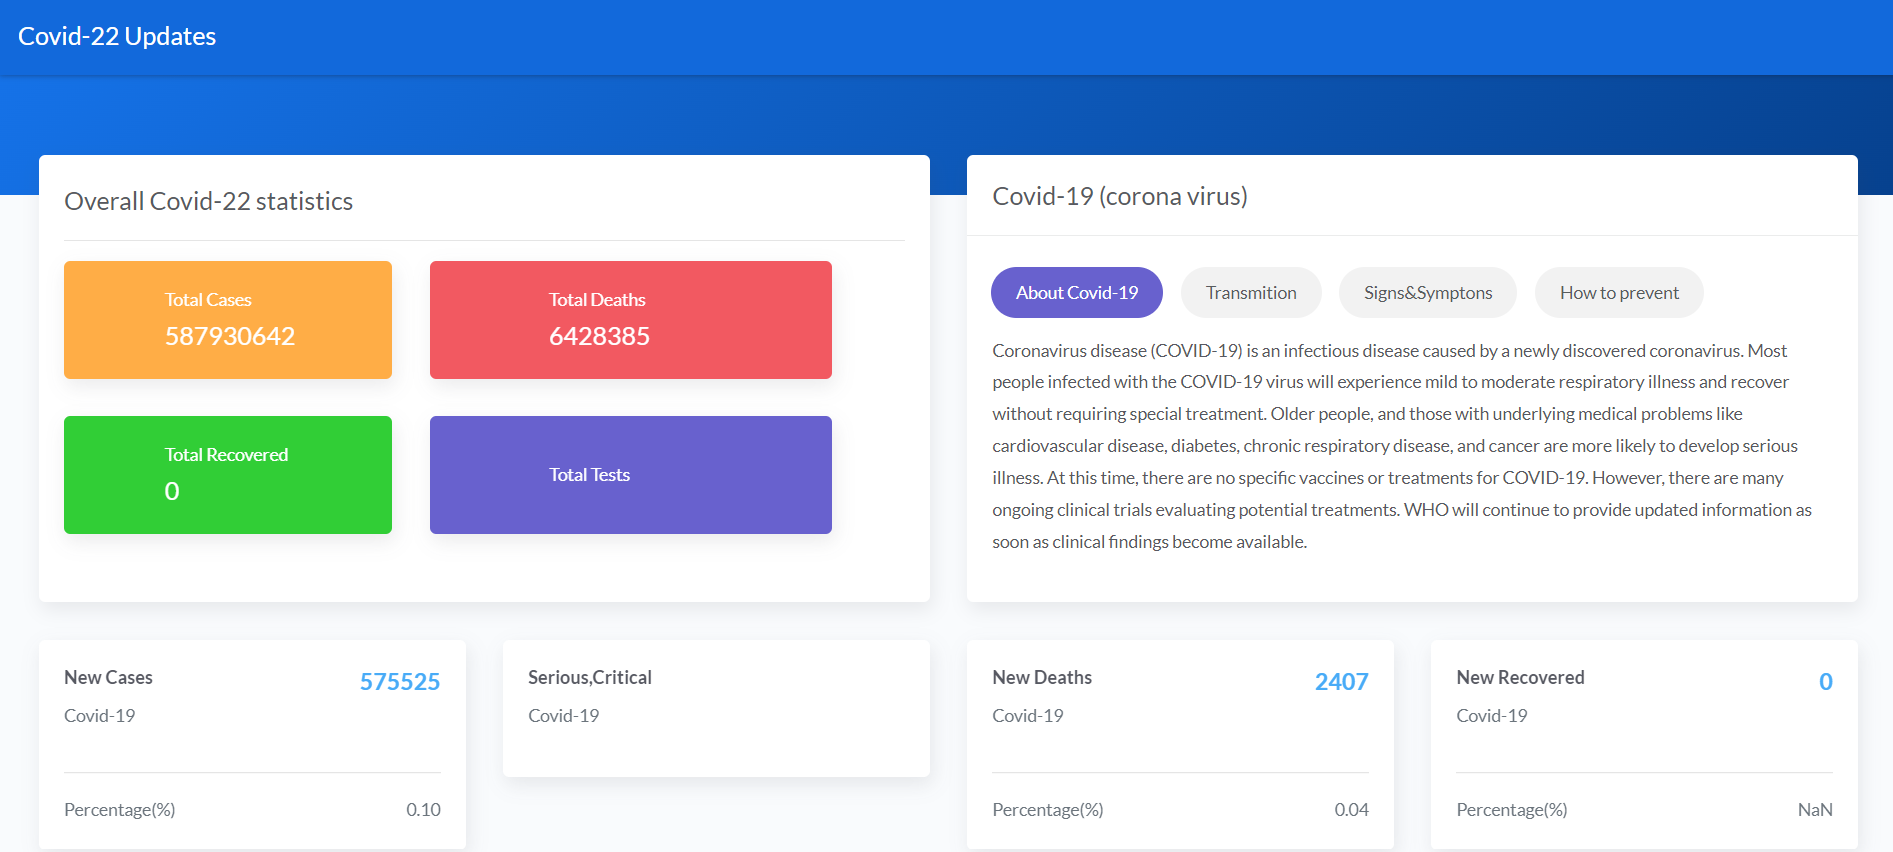 Covid-22 Updates
Overall Covid-22 statistics
Total Cases
587930642
Total Deaths
6428385
Total Recovered
0
Total Tests
Covid-19 (corona virus)
About Covid-19
Transmition
Signs&Symptons
How to prevent
Coronavirus disease (COVID-19) is an infectious disease caused by a newly discovered coronavirus. Most
people infected with the COVID-19 virus will experience mild to moderate respiratory illness and recover
without requiring special treatment. Older people, and those with underlying medical problems like
cardiovascular disease, diabetes, chronic respiratory disease, and cancer are more likely to develop serious
illness. At this time, there are no specific vaccines or treatments for COVID-19. However, there are many
ongoing clinical trials evaluating potential treatments. WHO will continue to provide updated information as
soon as clinical findings become available.
New Cases 575525
Covid-19
Percentage(%) 0.10
Serious,Critical
Covid-19
New Deaths 2407
Covid-19
Percentage(%) 0.04
New Recovered 0
Covid-19
Percentage(%) NaN